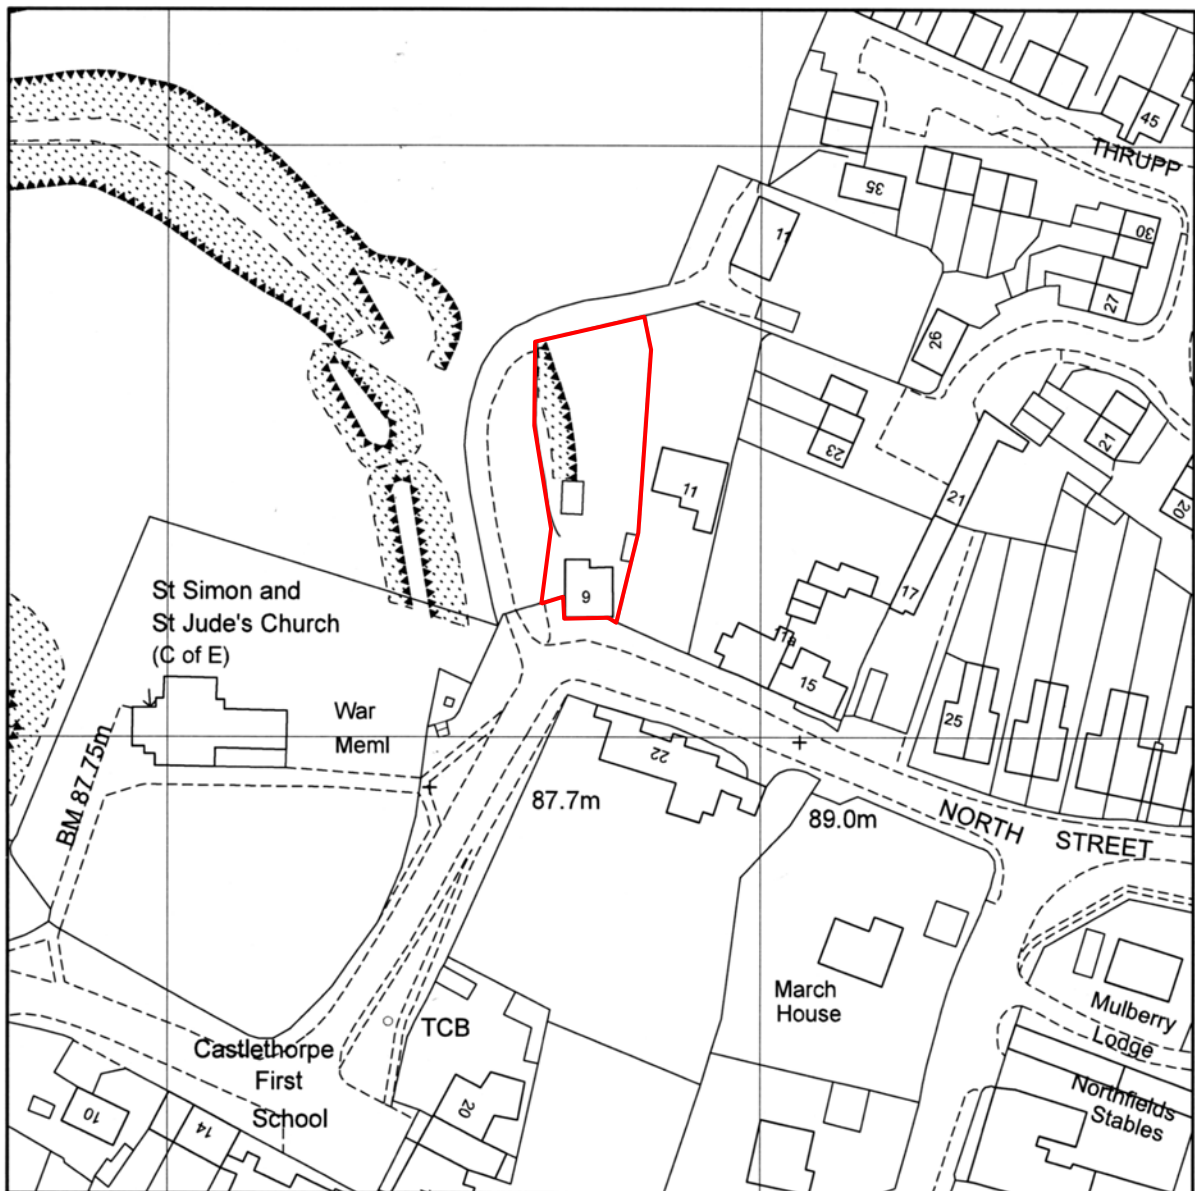 45
THRUPP
35
11
30
27
26
St Simon and
St Jude's Church
(C of E)
BM 87.75m
War
Meml
9
11
23
21
21
20
17
11a
15
25
22
87.7m
89.0m
NORTH STREET
March
House
Mulberry
Lodge
Northfields
Stables
TCB
Castlethorpe
First
School
10
14
20